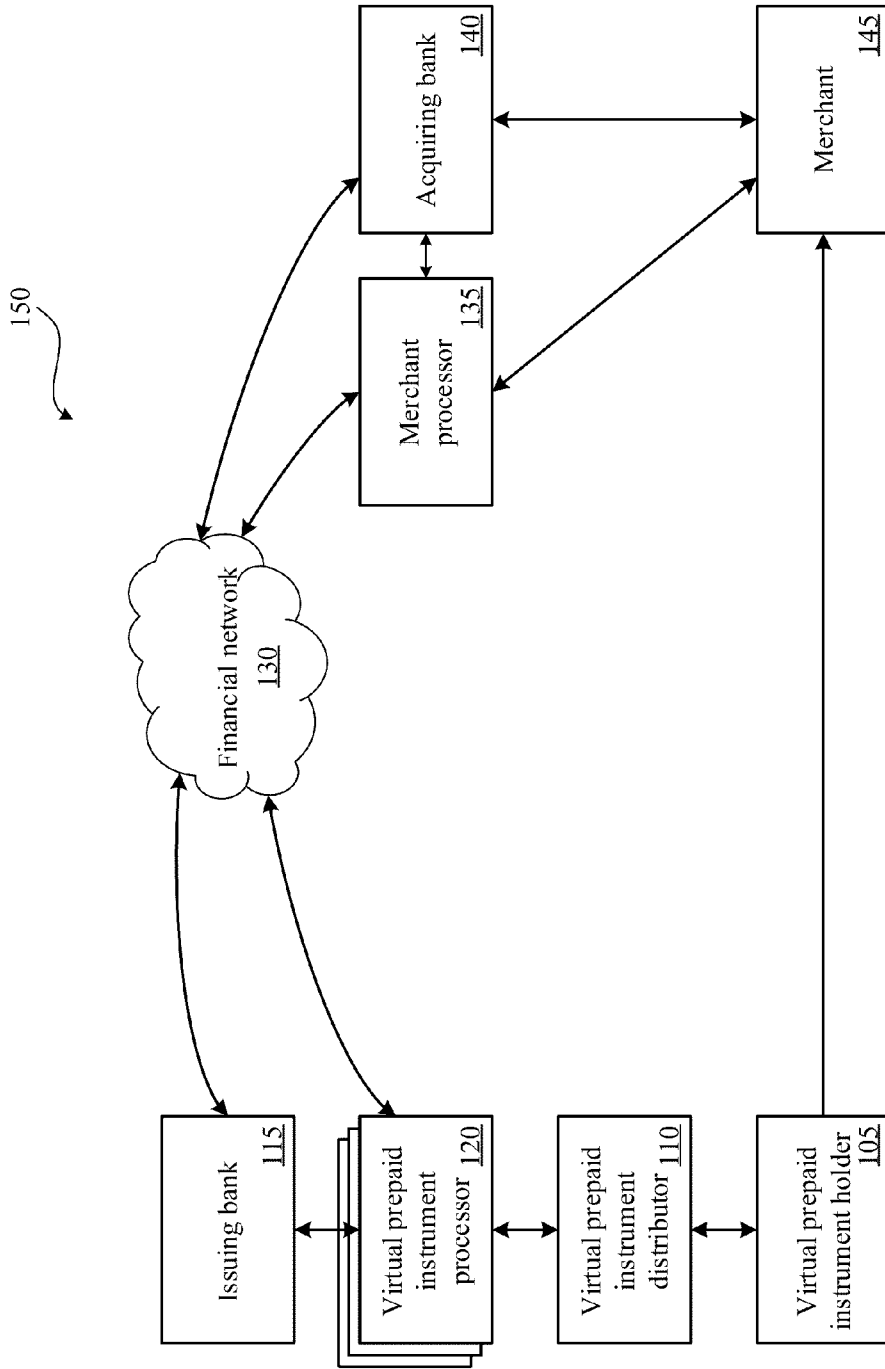 150
Issuing bank
115
Virtual prepaid
instrument
processor
120
Virtual prepaid
instrument
distributor
110
Virtual prepaid
instrument holder
105
Financial network
130
Merchant
processor
135
Acquiring bank
140
Merchant
145